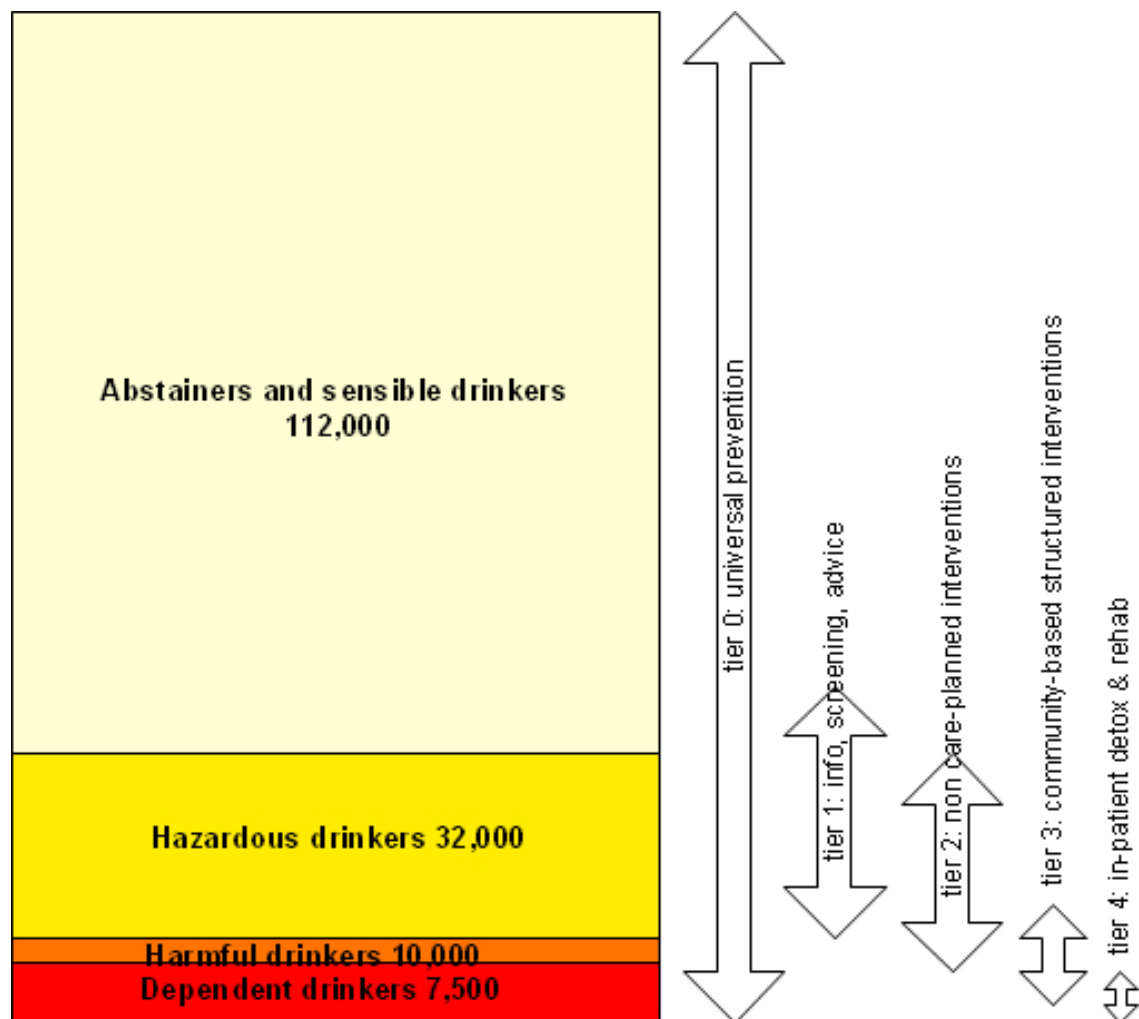 Abstainers and sensible drinkers
112,000
Hazardous drinkers 32,000
Harmful drinkers 10,000
Dependent drinkers 7,500
tier 0: universal prevention
tier 1: info, screening, advice
tier 2: non care-planned interventions
tier 3: community-based structured interventions
tier 4: in-patient detox & rehab